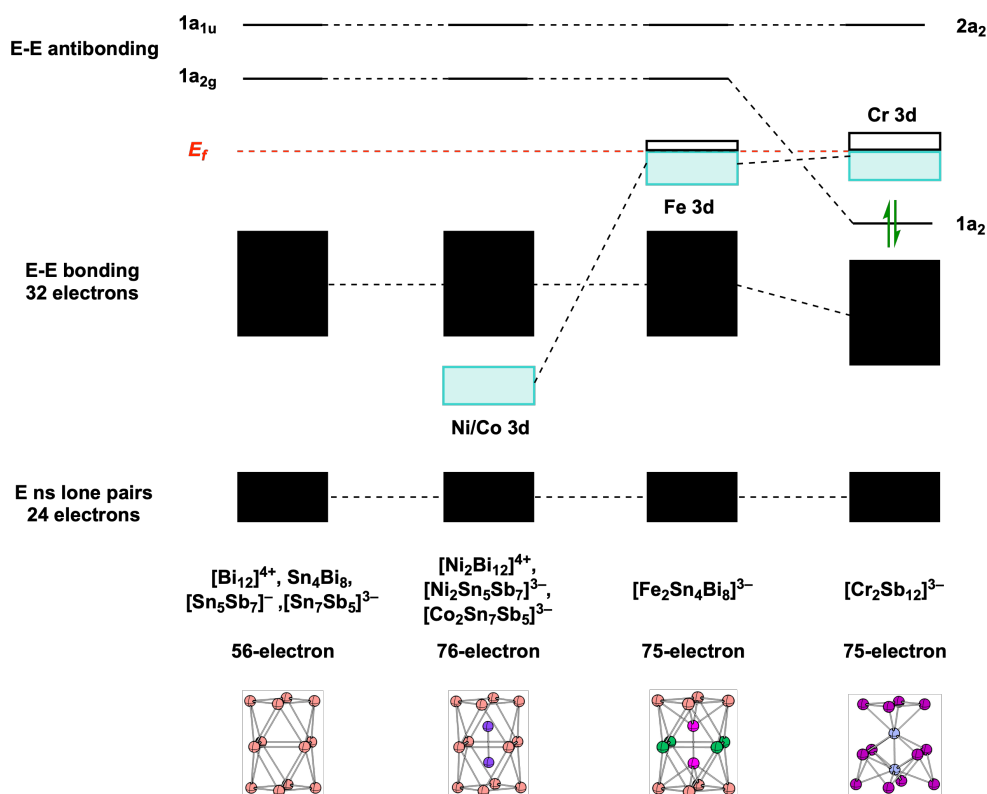 1a₁ᵤ
2a₂
E-E antibonding
1a₂g
Cr 3d
E_f
Fe 3d
1a₂
E-E bonding
32 electrons
Ni/Co 3d
E ns lone pairs
24 electrons
[Bi₁₂]⁴⁺, Sn₄Bi₈,
[Sn₅Sb₇]⁻ ,[Sn₇Sb₅]³⁻
[Ni₂Bi₁₂]⁴⁺,
[Ni₂Sn₅Sb₇]³⁻,
[Co₂Sn₇Sb₅]³⁻
[Fe₂Sn₄Bi₈]³⁻
[Cr₂Sb₁₂]³⁻
56-electron
76-electron
75-electron
75-electron